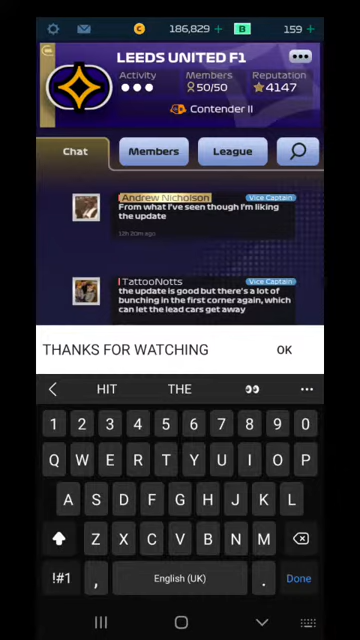 186,829 + 159 +
LEEDS UNITED F1
Activity Members Reputation
50/50 4147
Contender II
Chat Members League
Andrew Nicholson Vice Captain
From what I've seen though I'm liking
the update
12h 20m ago
TattooNotts Vice Captain
the update is good but there's a lot of
bunching in the first corner again, which
can let the lead cars get away
THANKS FOR WATCHING OK
HIT THE 👀 ...
1 2 3 4 5 6 7 8 9 0
Q W E R T Y U I O P
A S D F G H J K L
Z X C V B N M
!#1 , English (UK) . Done